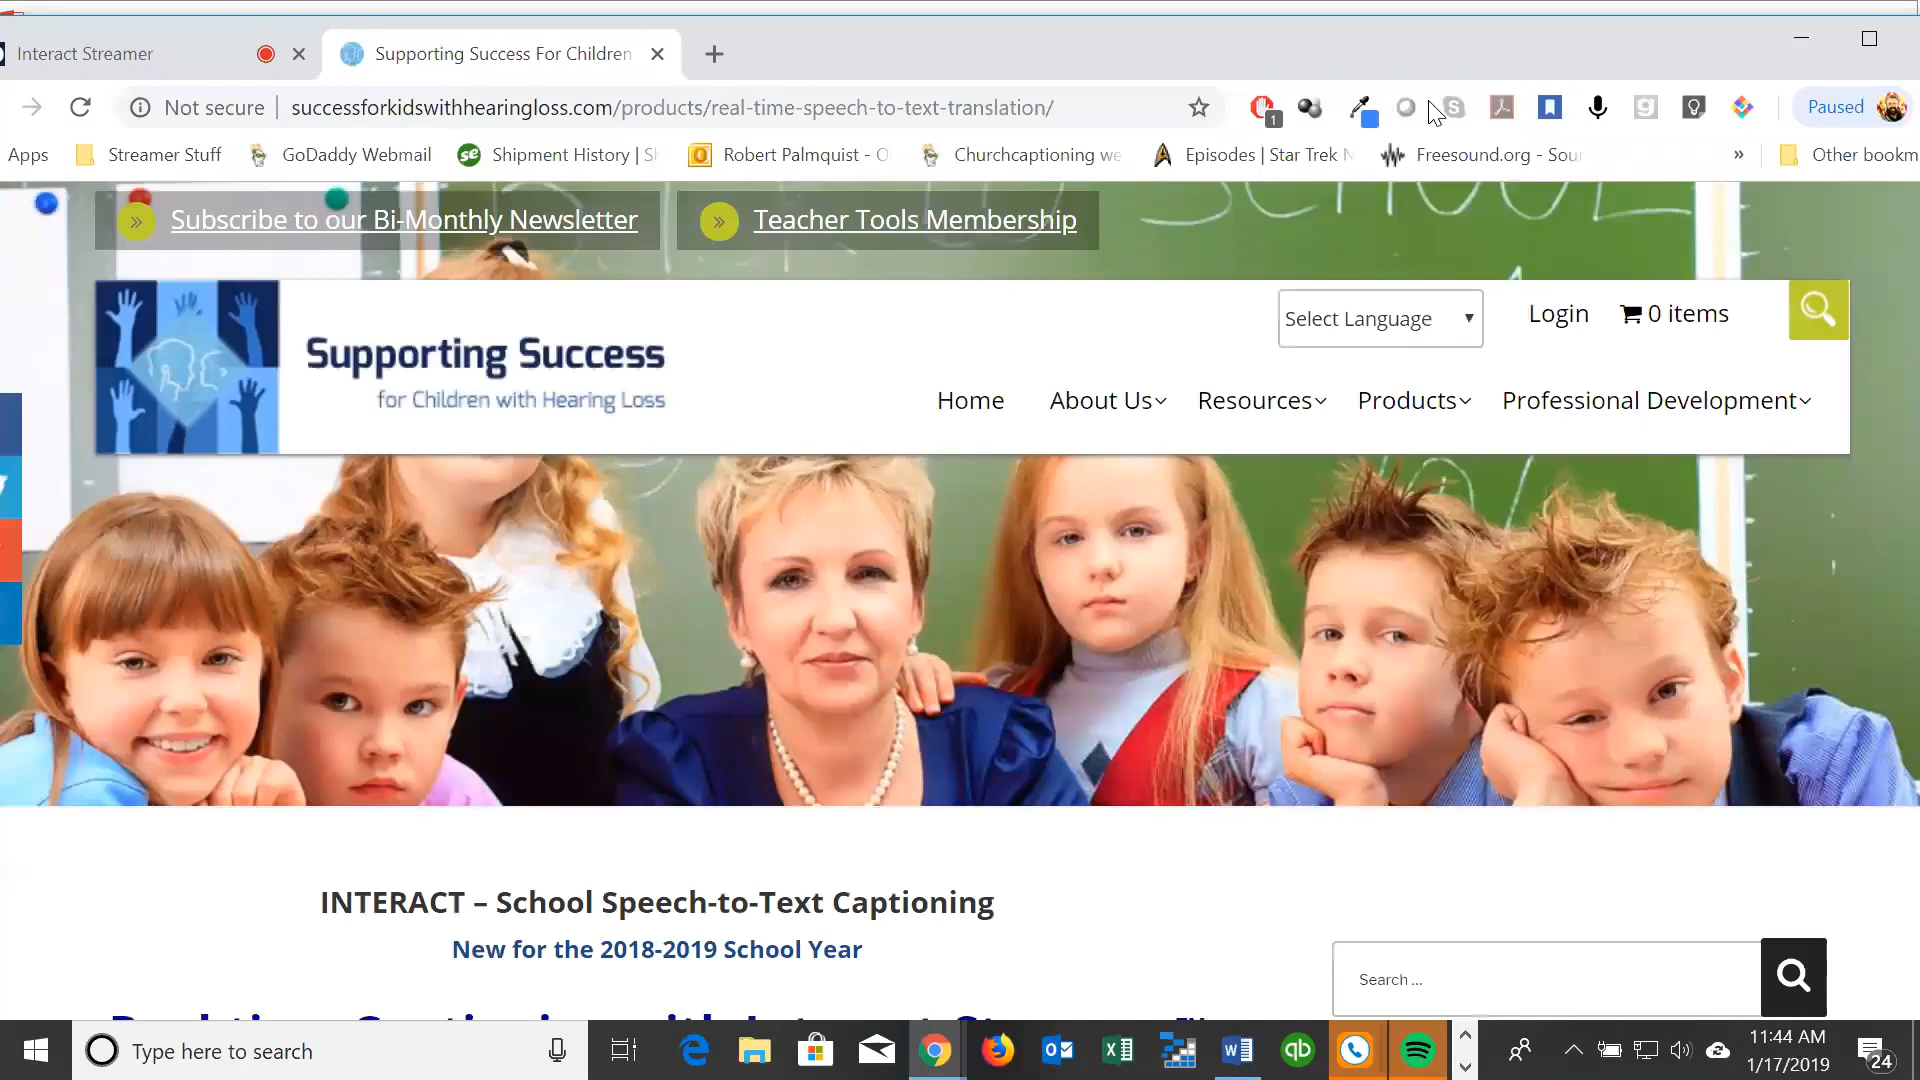 Interact Streamer
Supporting Success For Children
Not secure
successforkidswithhearingloss.com/products/real-time-speech-to-text-translation/
1
Paused
Apps
Streamer Stuff
GoDaddy Webmail
Shipment History |
Robert Palmquist -
Churchcaptioning we
Episodes | Star Trek
Freesound.org - Sou
»
Other bookm
Subscribe to our Bi-Monthly Newsletter
Teacher Tools Membership
SCHOOL
Supporting Success
for Children with Hearing Loss
Select Language
Login
0 items
Home
About Us
Resources
Products
Professional Development
INTERACT – School Speech-to-Text Captioning
New for the 2018-2019 School Year
Search ...
Type here to search
11:44 AM
1/17/2019
24